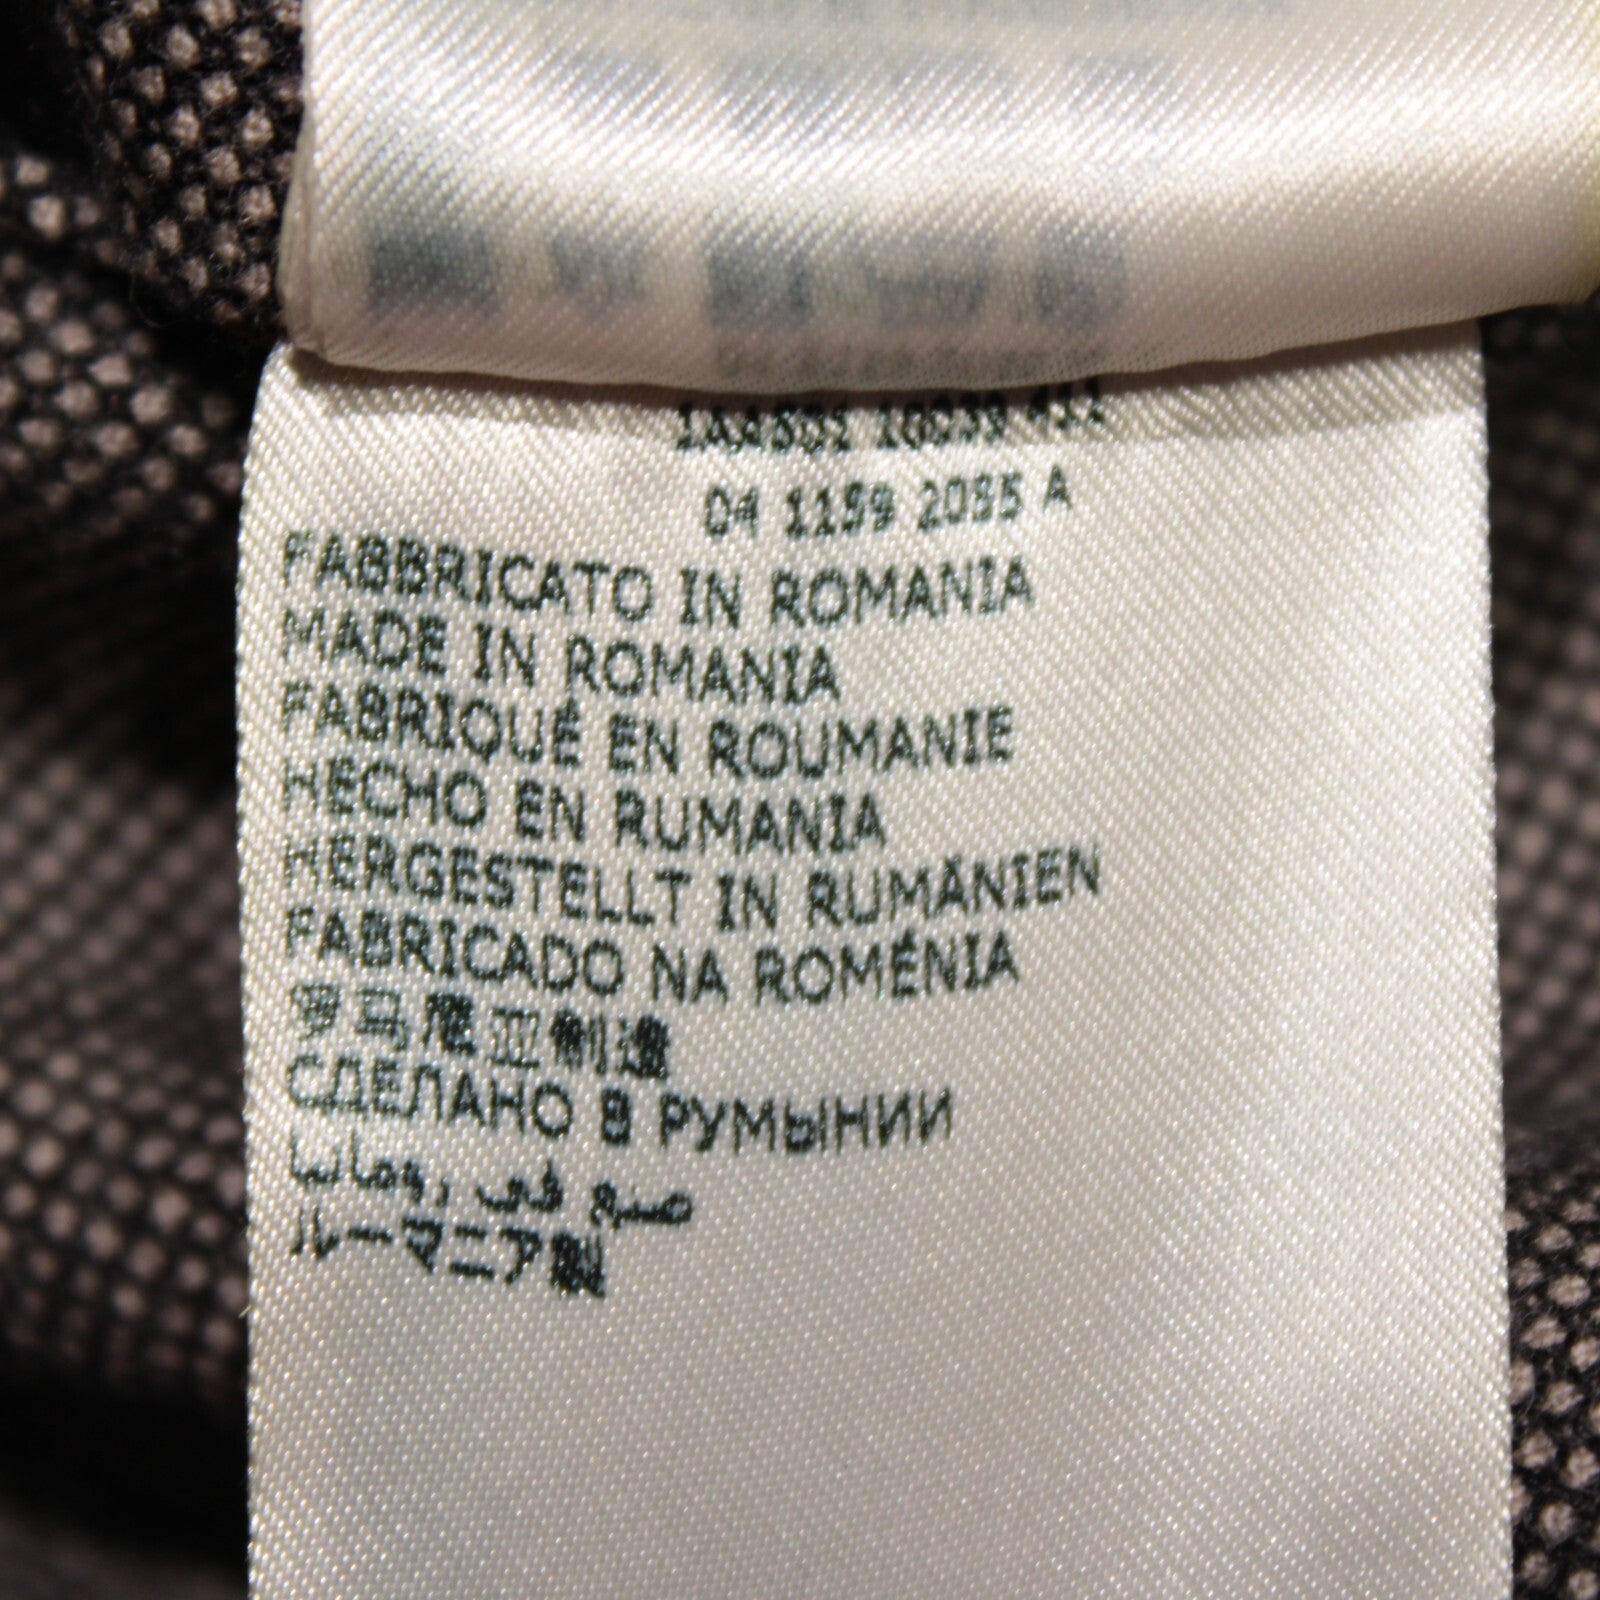 04 1159 2055 A
FABBRICATO IN ROMANIA
MADE IN ROMANIA
FABRIQUÉ EN ROUMANIE
HECHO EN RUMANIA
HERGESTELLT IN RUMÄNIEN
FABRICADO NA ROMÉNIA
罗马尼亚制造
СДЕЛАНО В РУМЫНИИ
صنع في رومانيا
ルーマニア製